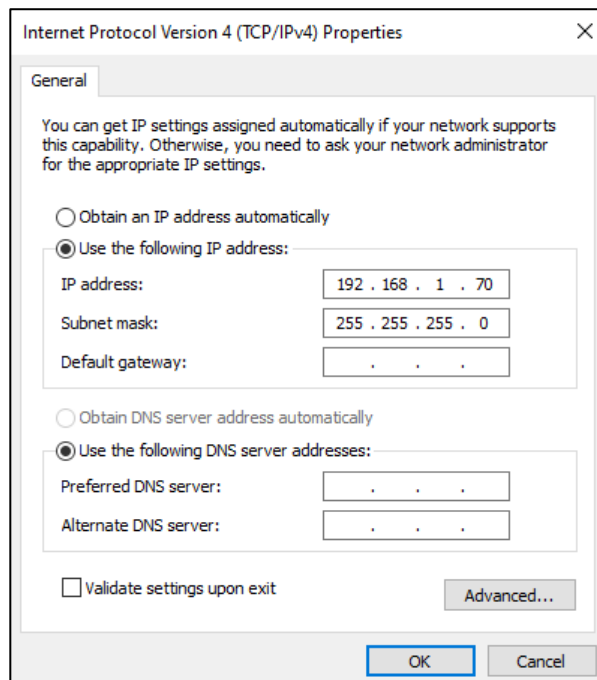 Internet Protocol Version 4 (TCP/IPv4) Properties
General
You can get IP settings assigned automatically if your network supports
this capability. Otherwise, you need to ask your network administrator
for the appropriate IP settings.
Obtain an IP address automatically
Use the following IP address:
IP address: 192 . 168 . 1 . 70
Subnet mask: 255 . 255 . 255 . 0
Default gateway: . . .
Obtain DNS server address automatically
Use the following DNS server addresses:
Preferred DNS server: . . .
Alternate DNS server: . . .
Validate settings upon exit
Advanced...
OK Cancel